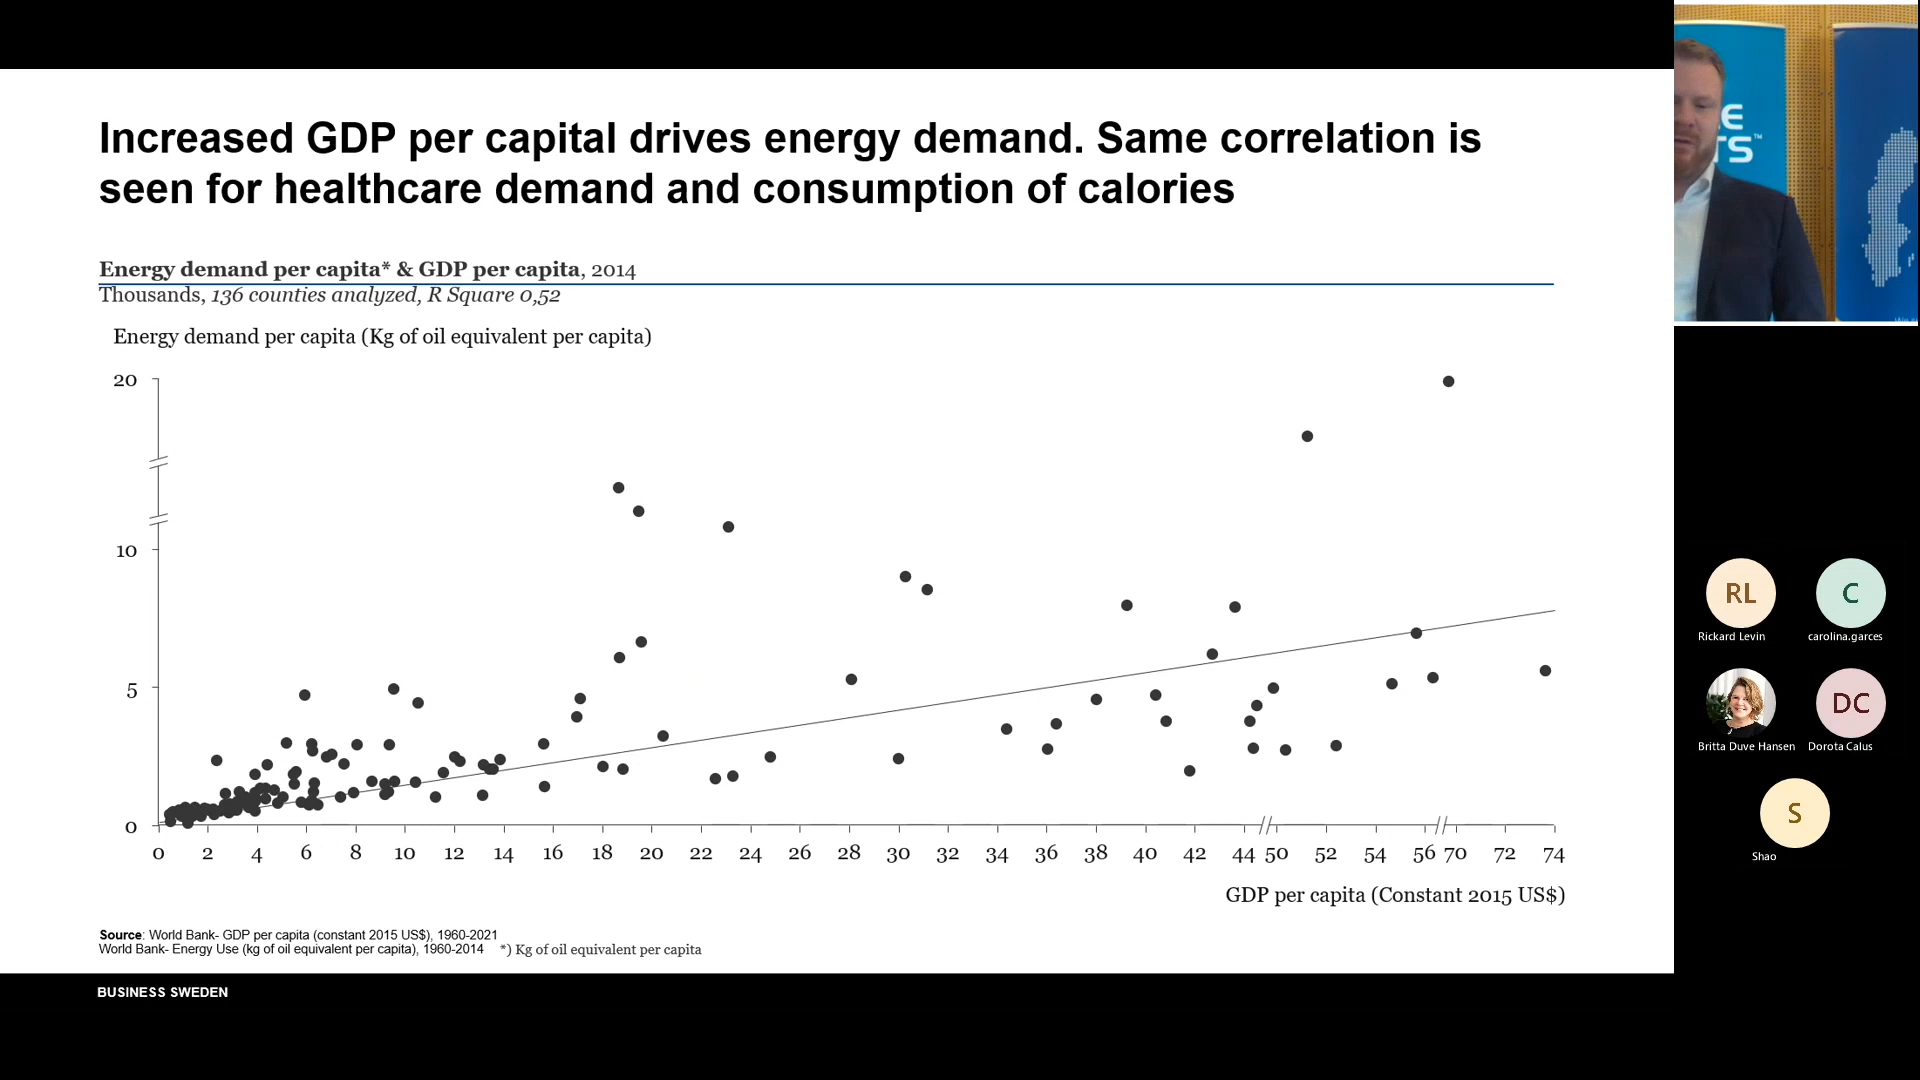 Increased GDP per capital drives energy demand. Same correlation is
seen for healthcare demand and consumption of calories
Energy demand per capita* & GDP per capita, 2014
Thousands, 136 counties analyzed, R Square 0,52
Energy demand per capita (Kg of oil equivalent per capita)
20
10
5
0
0 2 4 6 8 10 12 14 16 18 20 22 24 26 28 30 32 34 36 38 40 42 44 50 52 54 56 70 72 74
GDP per capita (Constant 2015 US$)
Source: World Bank- GDP per capita (constant 2015 US$), 1960-2021
World Bank- Energy Use (kg of oil equivalent per capita), 1960-2014 *) Kg of oil equivalent per capita
BUSINESS SWEDEN
E
TS™
RL
C
Rickard Levin
carolina.garces
DC
Britta Duve Hansen
Dorota Calus
S
Shao